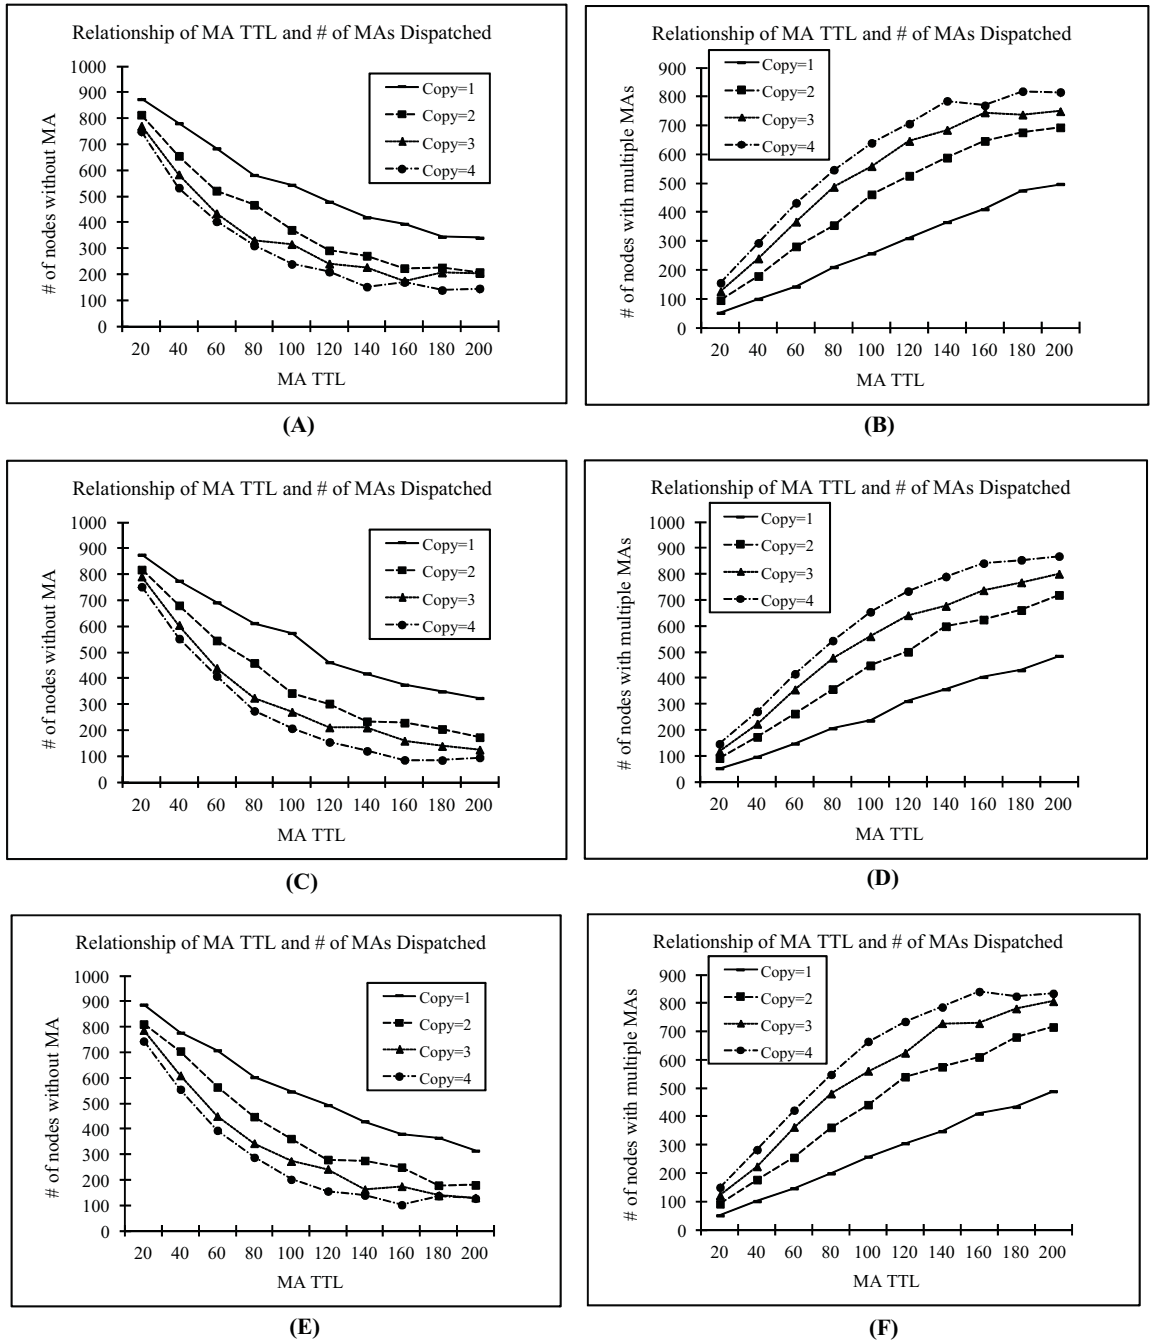 Relationship of MA TTL and # of MAs Dispatched
# of nodes without MA
1000
900
800
700
600
500
400
300
200
100
0
Copy=1
Copy=2
Copy=3
Copy=4
20 40 60 80 100 120 140 160 180 200
MA TTL
(A)
Relationship of MA TTL and # of MAs Dispatched
# of nodes with multiple MAs
900
800
700
600
500
400
300
200
100
0
Copy=1
Copy=2
Copy=3
Copy=4
20 40 60 80 100 120 140 160 180 200
MA TTL
(B)
Relationship of MA TTL and # of MAs Dispatched
# of nodes without MA
1000
900
800
700
600
500
400
300
200
100
0
Copy=1
Copy=2
Copy=3
Copy=4
20 40 60 80 100 120 140 160 180 200
MA TTL
(C)
Relationship of MA TTL and # of MAs Dispatched
# of nodes with multiple MAs
1000
900
800
700
600
500
400
300
200
100
0
Copy=1
Copy=2
Copy=3
Copy=4
20 40 60 80 100 120 140 160 180 200
MA TTL
(D)
Relationship of MA TTL and # of MAs Dispatched
# of nodes without MA
1000
900
800
700
600
500
400
300
200
100
0
Copy=1
Copy=2
Copy=3
Copy=4
20 40 60 80 100 120 140 160 180 200
MA TTL
(E)
Relationship of MA TTL and # of MAs Dispatched
# of nodes with multiple MAs
900
800
700
600
500
400
300
200
100
0
Copy=1
Copy=2
Copy=3
Copy=4
20 40 60 80 100 120 140 160 180 200
MA TTL
(F)